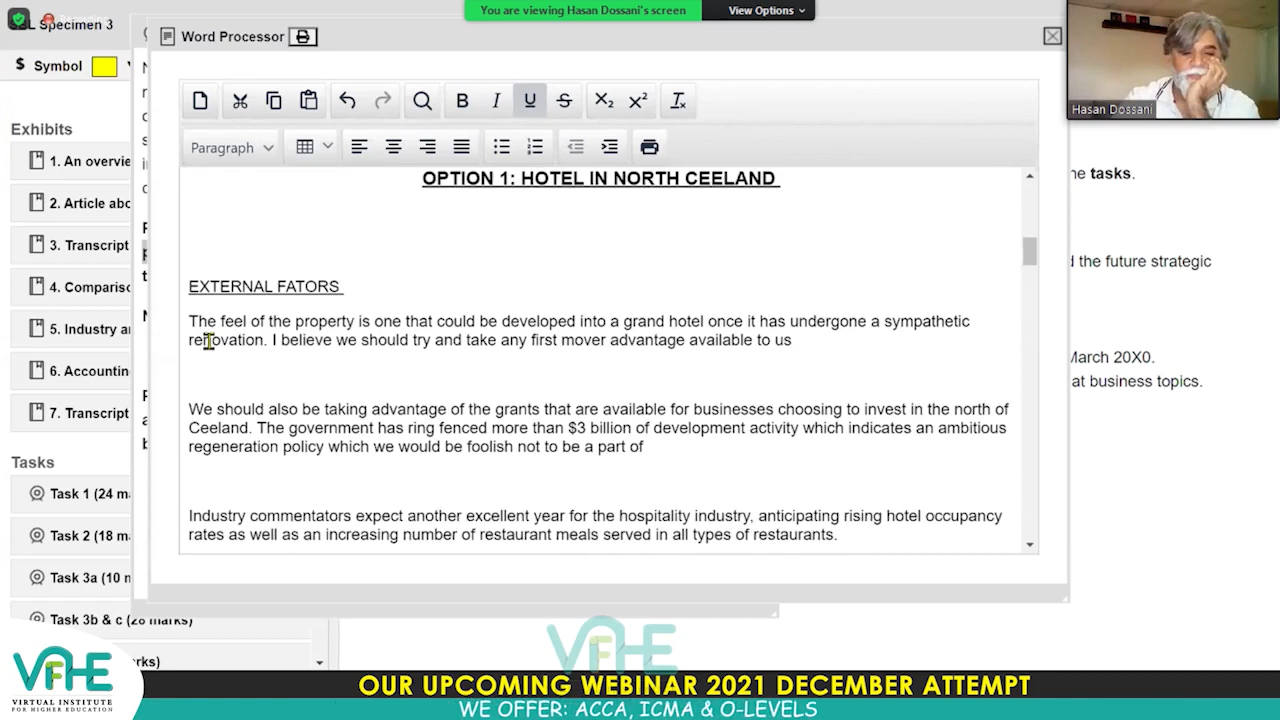 You are viewing Hasan Dossani's screen
View Options
L Specimen 3
Symbol
Word Processor
Paragraph
Hasan Dossani
Exhibits
1. An overvie
2. Article abo
3. Transcript
4. Compariso
5. Industry a
6. Accounting
7. Transcript
Tasks
Task 1 (24 m
Task 2 (18 m
Task 3a (10 m
Task 3b & c (28 marks)
rks)
OPTION 1: HOTEL IN NORTH CEELAND
EXTERNAL FATORS
The feel of the property is one that could be developed into a grand hotel once it has undergone a sympathetic
renovation. I believe we should try and take any first mover advantage available to us
We should also be taking advantage of the grants that are available for businesses choosing to invest in the north of
Ceeland. The government has ring fenced more than $3 billion of development activity which indicates an ambitious
regeneration policy which we would be foolish not to be a part of
Industry commentators expect another excellent year for the hospitality industry, anticipating rising hotel occupancy
rates as well as an increasing number of restaurant meals served in all types of restaurants.
ne tasks.
d the future strategic
March 20X0.
at business topics.
VFHE
VIRTUAL INSTITUTE
FOR HIGHER EDUCATION
VFHE
OUR UPCOMING WEBINAR 2021 DECEMBER ATTEMPT
WE OFFER: ACCA, ICMA & O-LEVELS